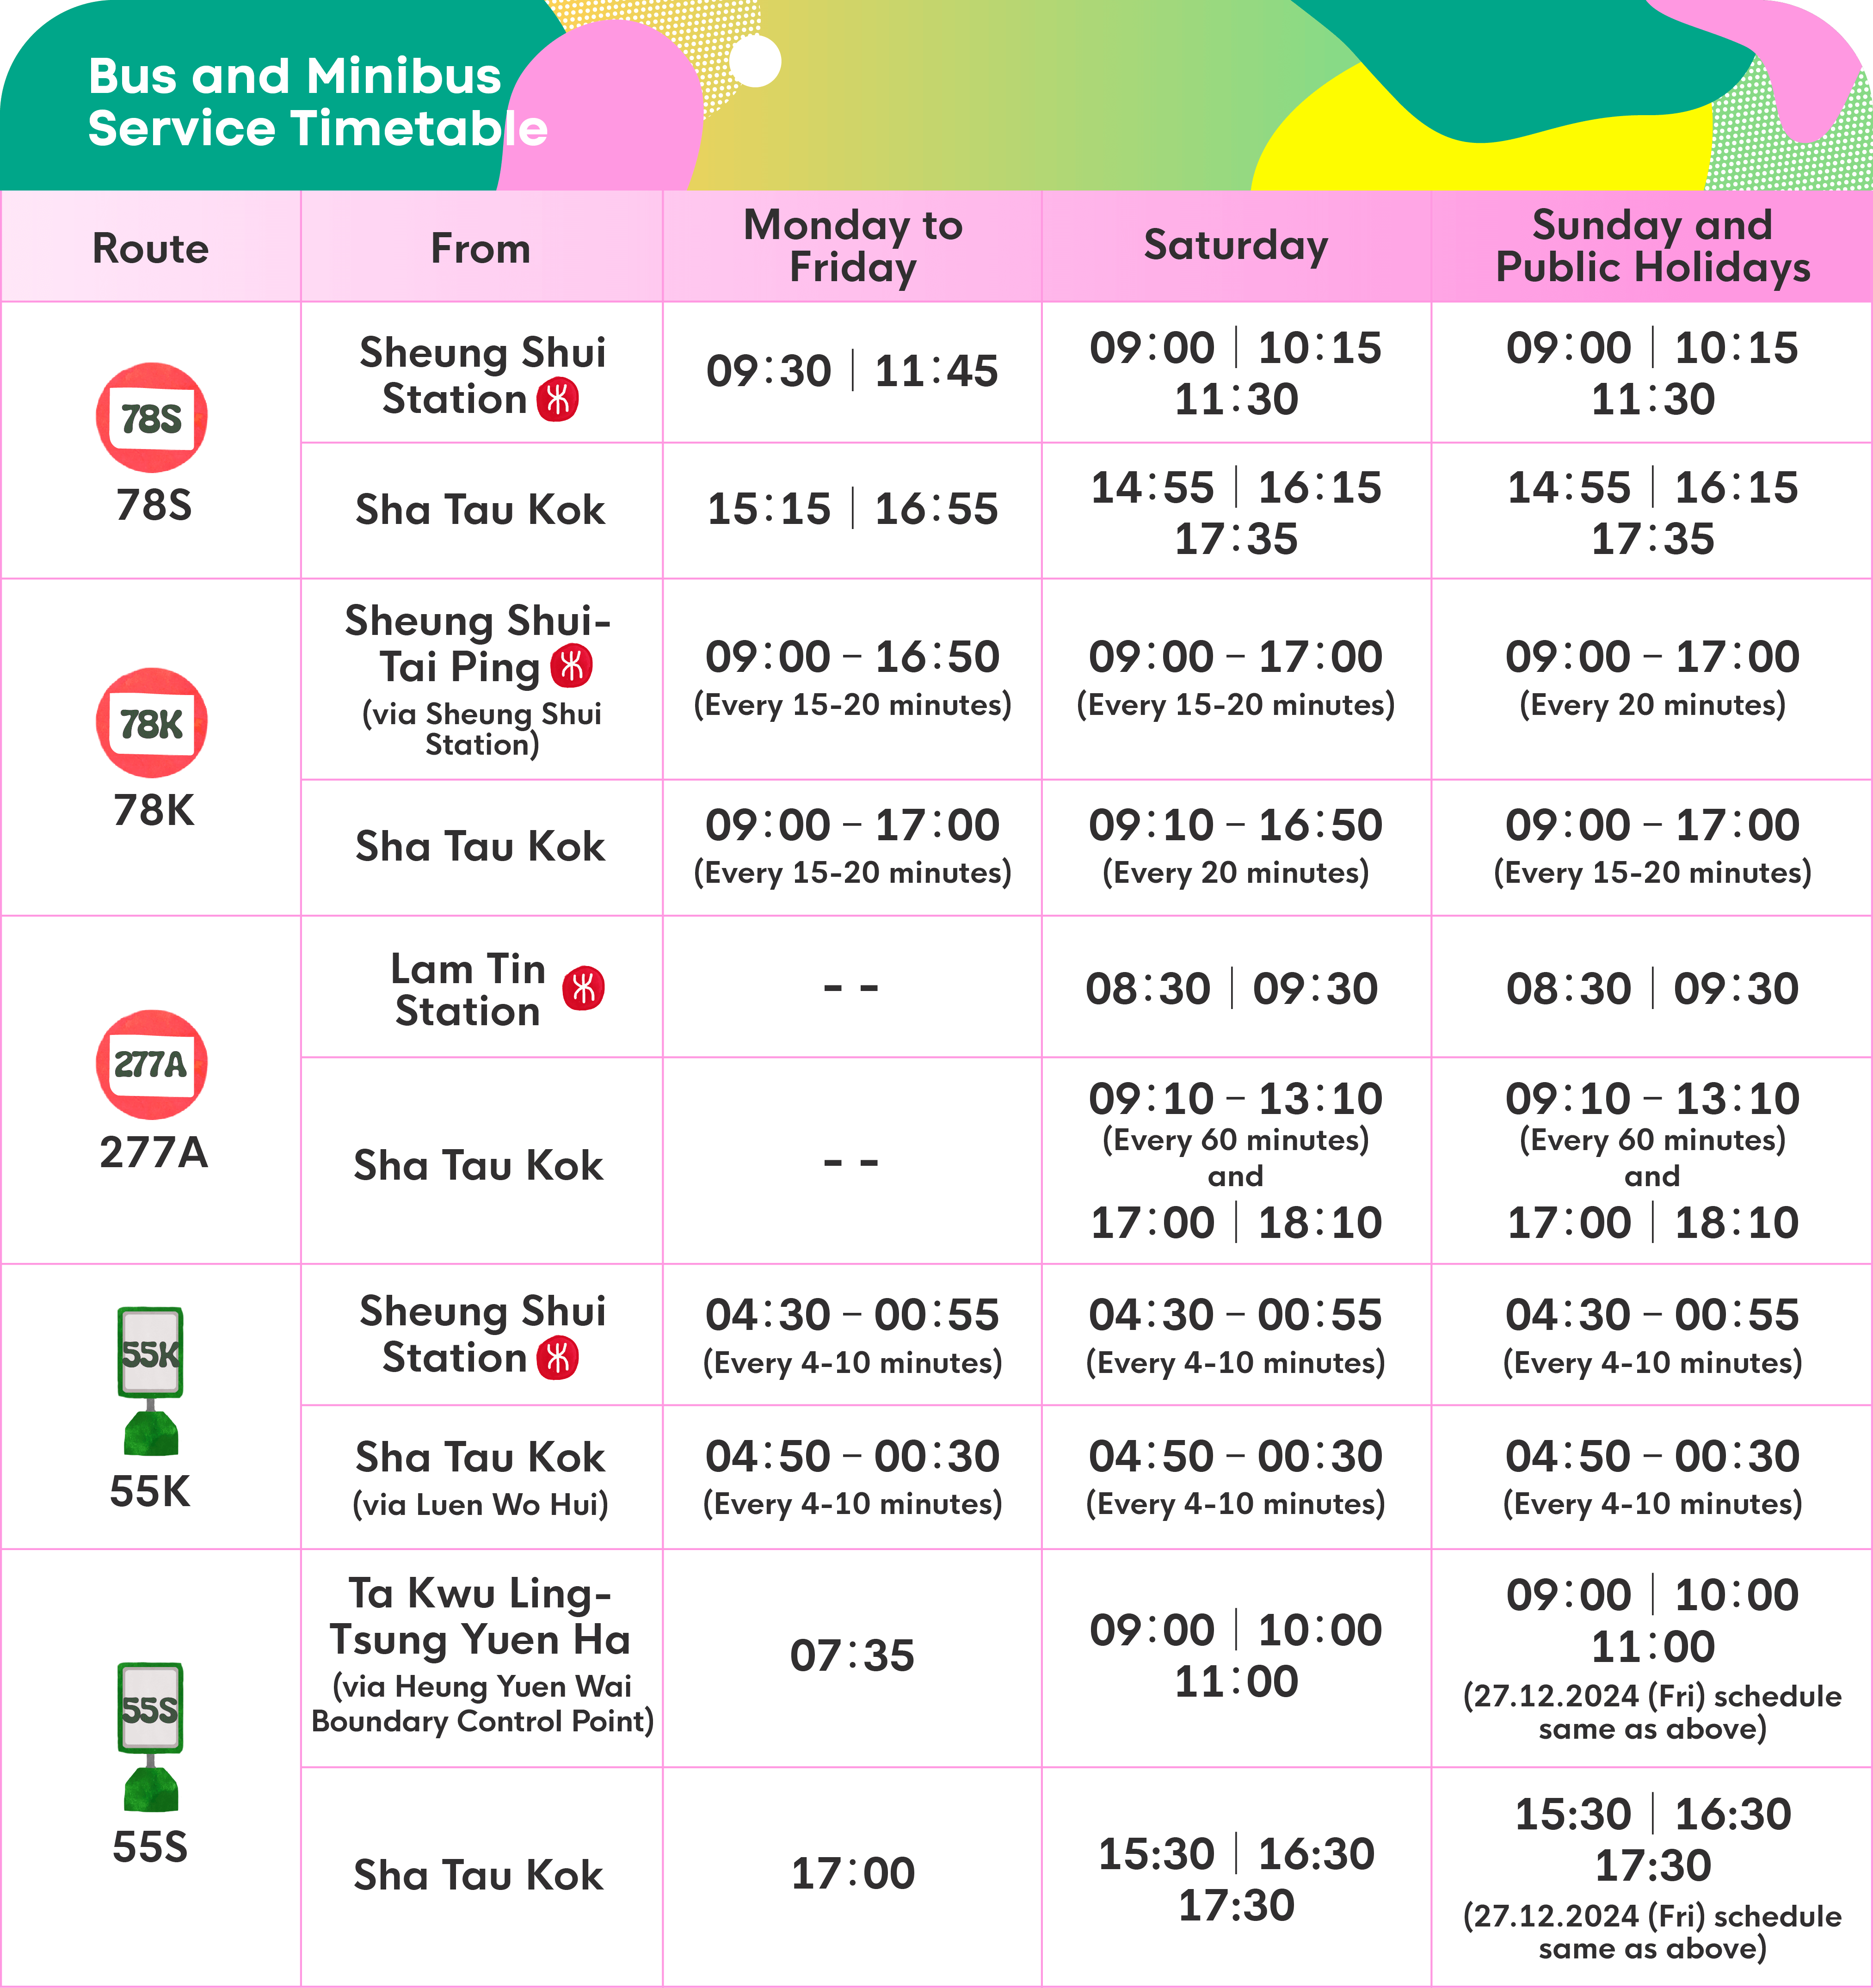 Bus and Minibus
Service Timetable
Route
From
Monday to
Friday
Saturday
Sunday and
Public Holidays
78S
78S
Sheung Shui
Station
09:30 | 11:45
09:00 | 10:15
11:30
09:00 | 10:15
11:30
Sha Tau Kok
15:15 | 16:55
14:55 | 16:15
17:35
14:55 | 16:15
17:35
78K
78K
Sheung Shui-
Tai Ping
(via Sheung Shui
Station)
09:00 – 16:50
(Every 15-20 minutes)
09:00 – 17:00
(Every 15-20 minutes)
09:00 – 17:00
(Every 20 minutes)
Sha Tau Kok
09:00 – 17:00
(Every 15-20 minutes)
09:10 – 16:50
(Every 20 minutes)
09:00 – 17:00
(Every 15-20 minutes)
277A
277A
Lam Tin
Station
- -
08:30 | 09:30
08:30 | 09:30
Sha Tau Kok
- -
09:10 – 13:10
(Every 60 minutes)
and
17:00 | 18:10
09:10 – 13:10
(Every 60 minutes)
and
17:00 | 18:10
55K
55K
Sheung Shui
Station
04:30 – 00:55
(Every 4-10 minutes)
04:30 – 00:55
(Every 4-10 minutes)
04:30 – 00:55
(Every 4-10 minutes)
Sha Tau Kok
(via Luen Wo Hui)
04:50 – 00:30
(Every 4-10 minutes)
04:50 – 00:30
(Every 4-10 minutes)
04:50 – 00:30
(Every 4-10 minutes)
55S
55S
Ta Kwu Ling-
Tsung Yuen Ha
(via Heung Yuen Wai
Boundary Control Point)
07:35
09:00 | 10:00
11:00
09:00 | 10:00
11:00
(27.12.2024 (Fri) schedule
same as above)
Sha Tau Kok
17:00
15:30 | 16:30
17:30
15:30 | 16:30
17:30
(27.12.2024 (Fri) schedule
same as above)